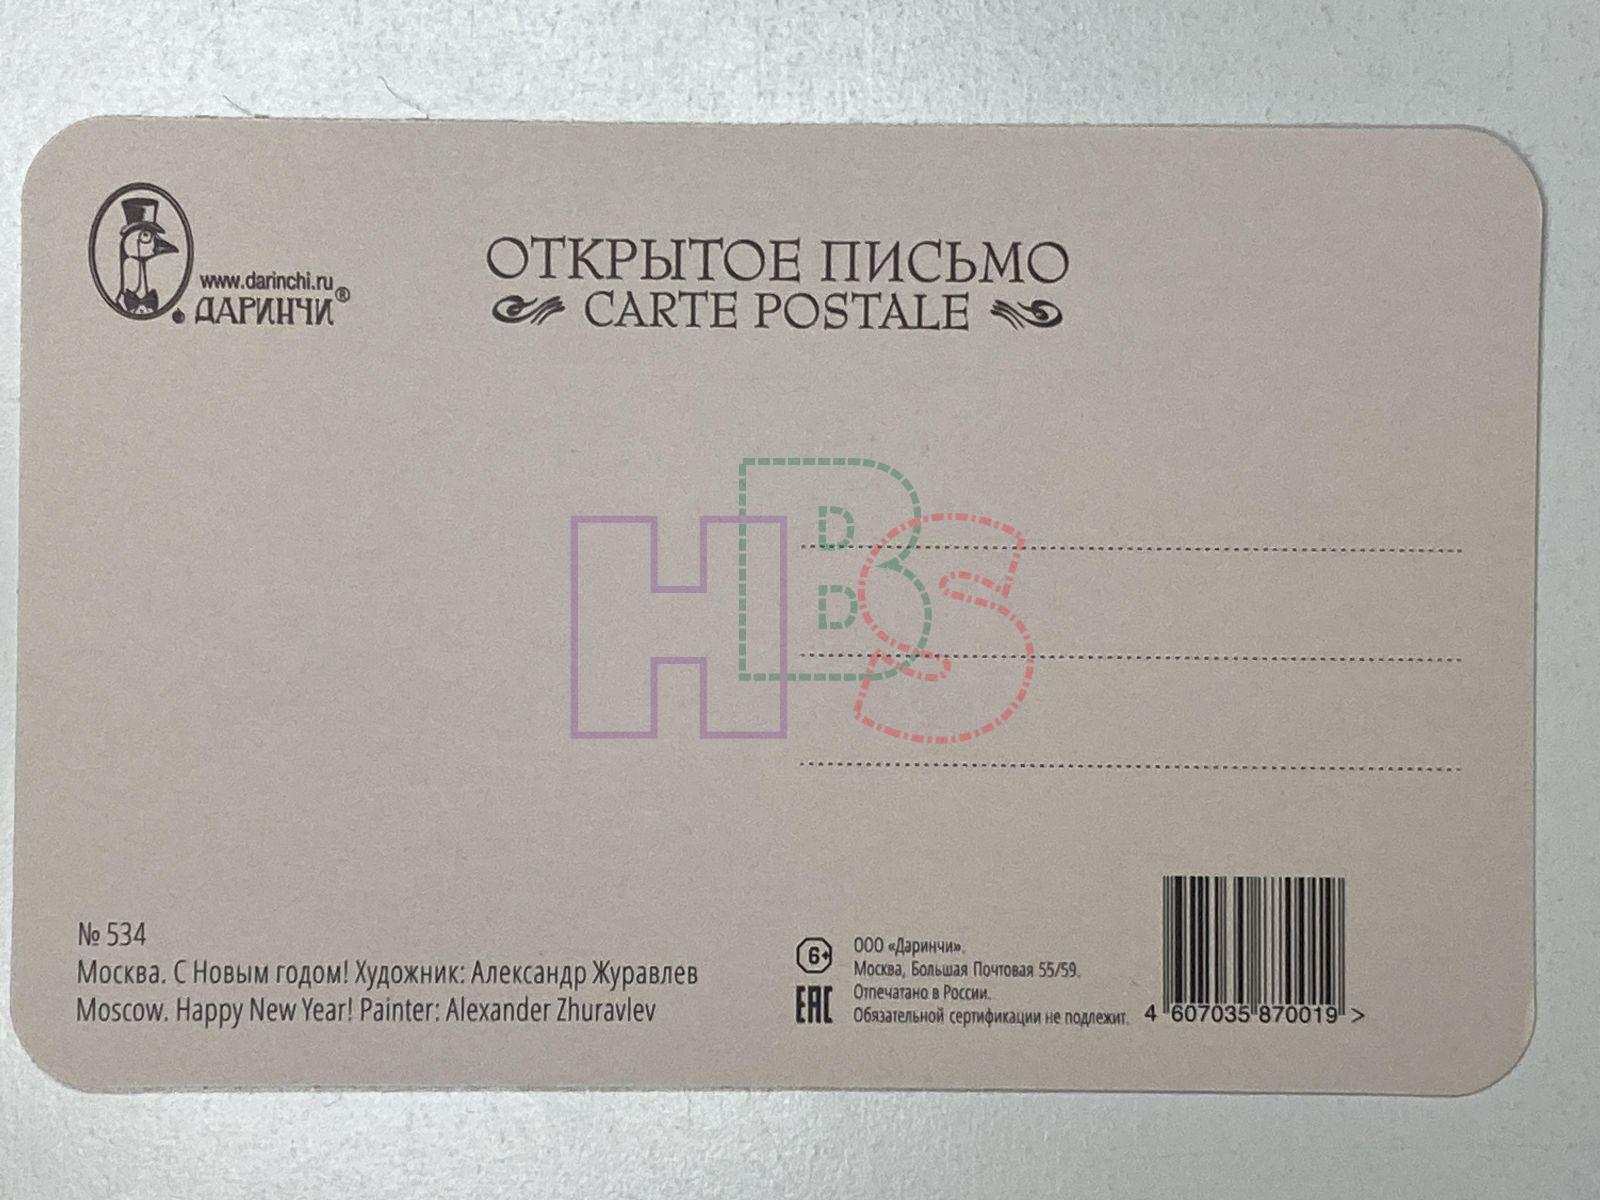 www.darinchi.ru
ДАРИНЧИ®
ОТКРЫТОЕ ПИСЬМО
CARTE POSTALE
H B S
№ 534
Москва. С Новым годом! Художник: Александр Журавлев
Moscow. Happy New Year! Painter: Alexander Zhuravlev
6+
EAC
ООО «Даринчи».
Москва, Большая Почтовая 55/59.
Отпечатано в России.
Обязательной сертификации не подлежит.
4 607035 870019 >